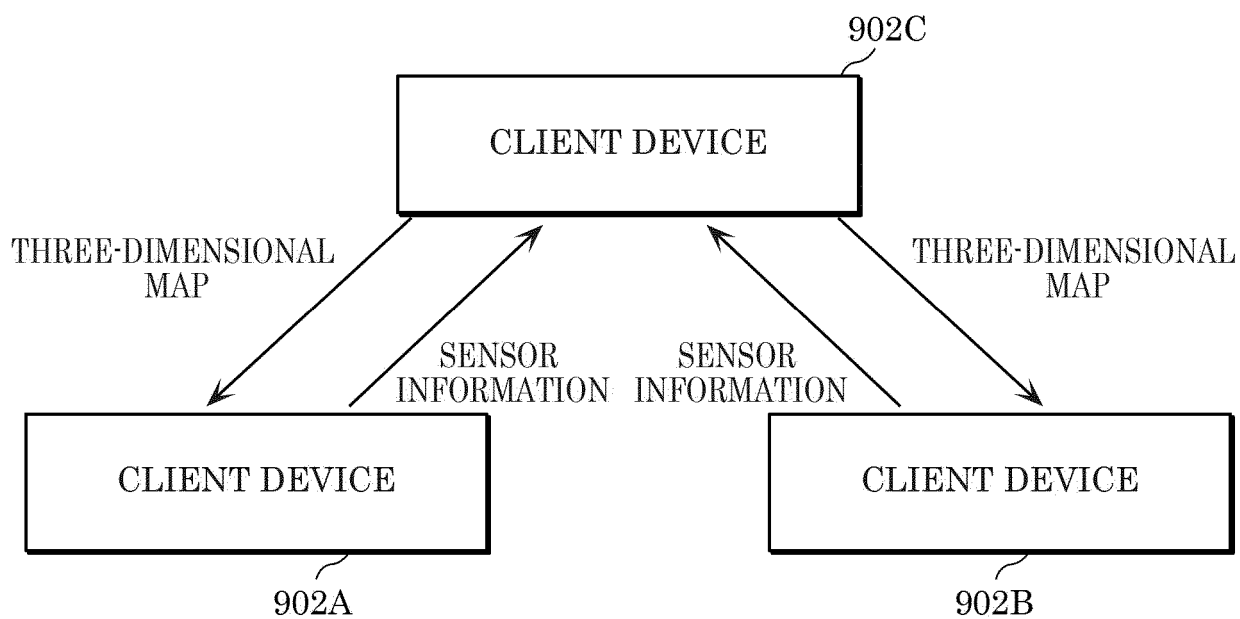 902C
CLIENT DEVICE
THREE-DIMENSIONAL
MAP
THREE-DIMENSIONAL
MAP
SENSOR
INFORMATION
SENSOR
INFORMATION
CLIENT DEVICE
CLIENT DEVICE
902A
902B